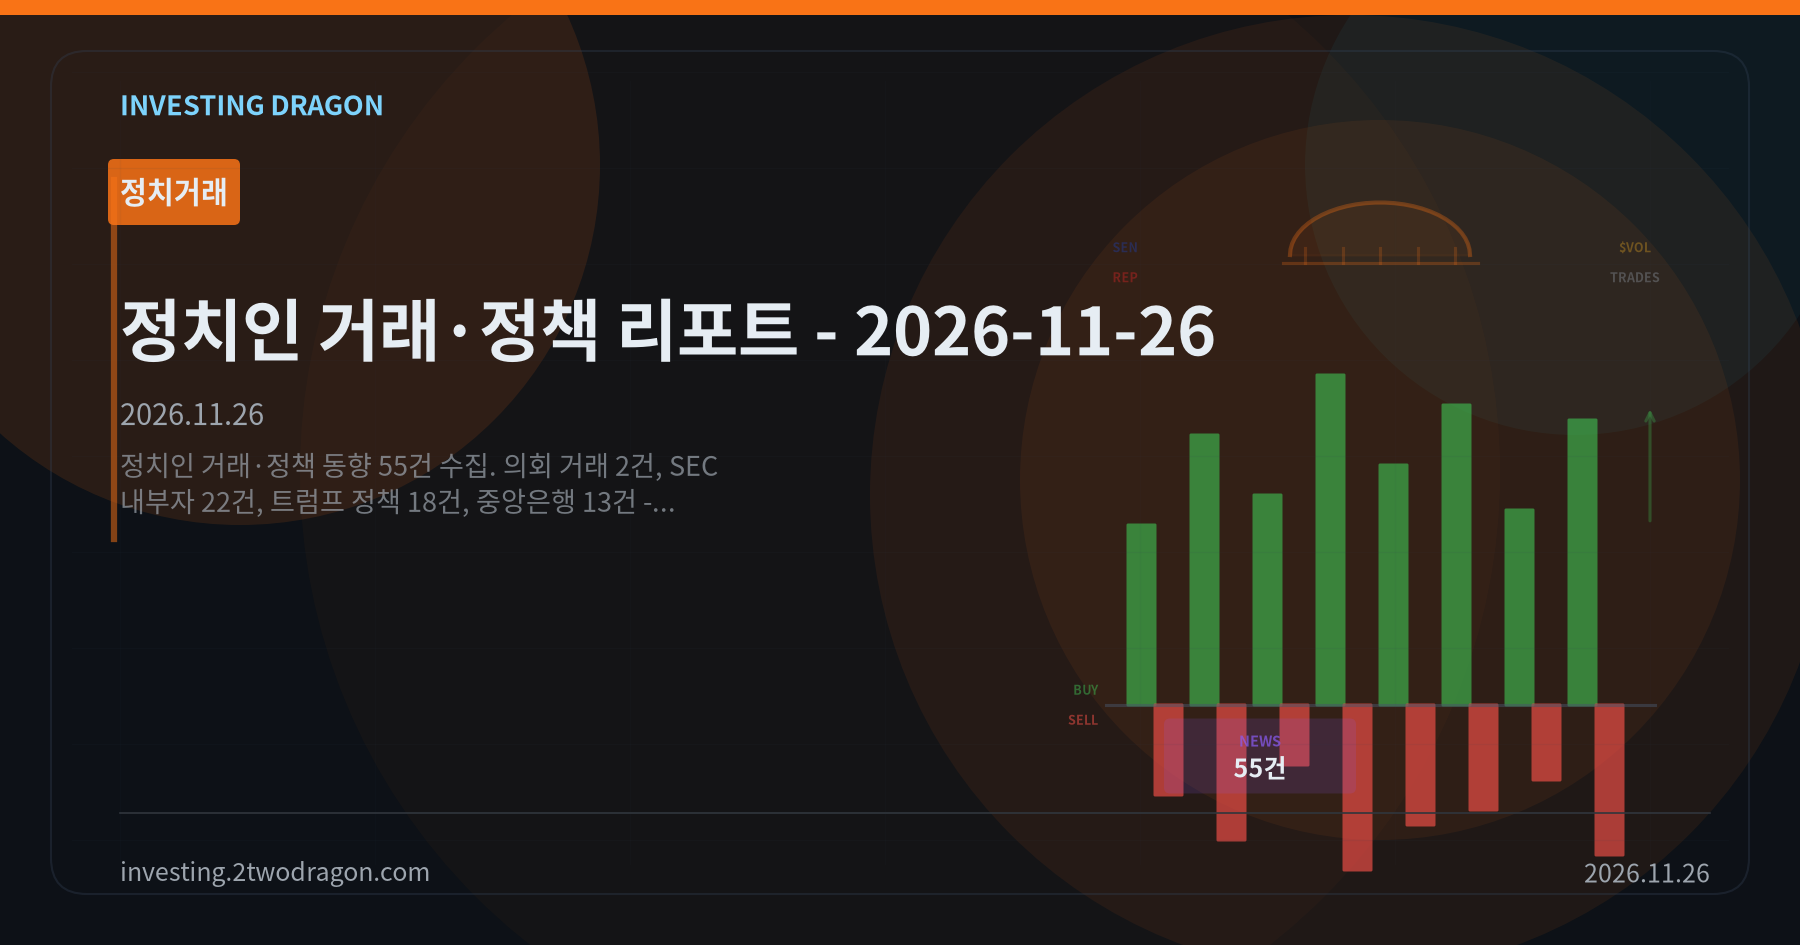 INVESTING DRAGON
정치거래
정치인 거래·정책 리포트 - 2026-11-26
2026.11.26
정치인 거래·정책 동향 55건 수집. 의회 거래 2건, SEC
내부자 22건, 트럼프 정책 18건, 중앙은행 13건 -...
SEN
REP
$VOL
TRADES
BUY
SELL
NEWS
55건
investing.2twodragon.com
2026.11.26